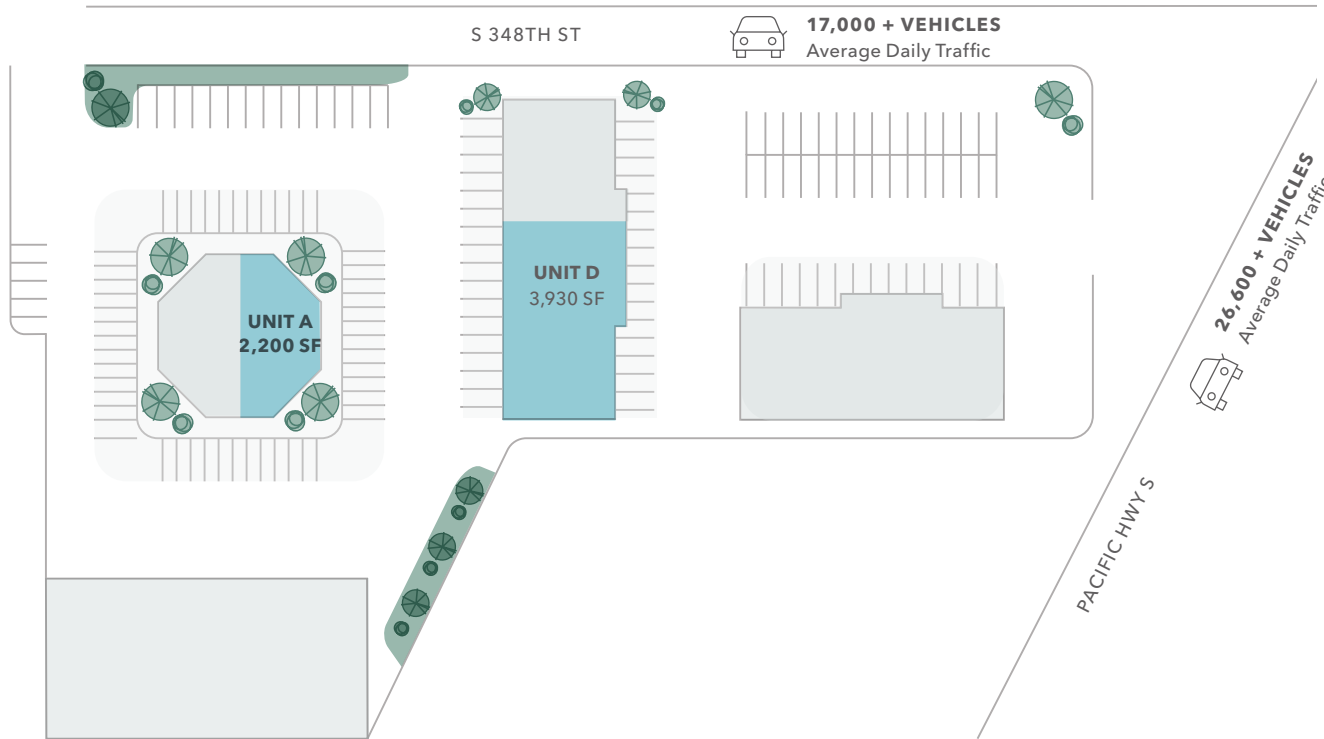 S 348TH ST
17,000 + VEHICLES
Average Daily Traffic
26,600 + VEHICLES
Average Daily Traffic
UNIT D
3,930 SF
UNIT A
2,200 SF
PACIFIC HWY S